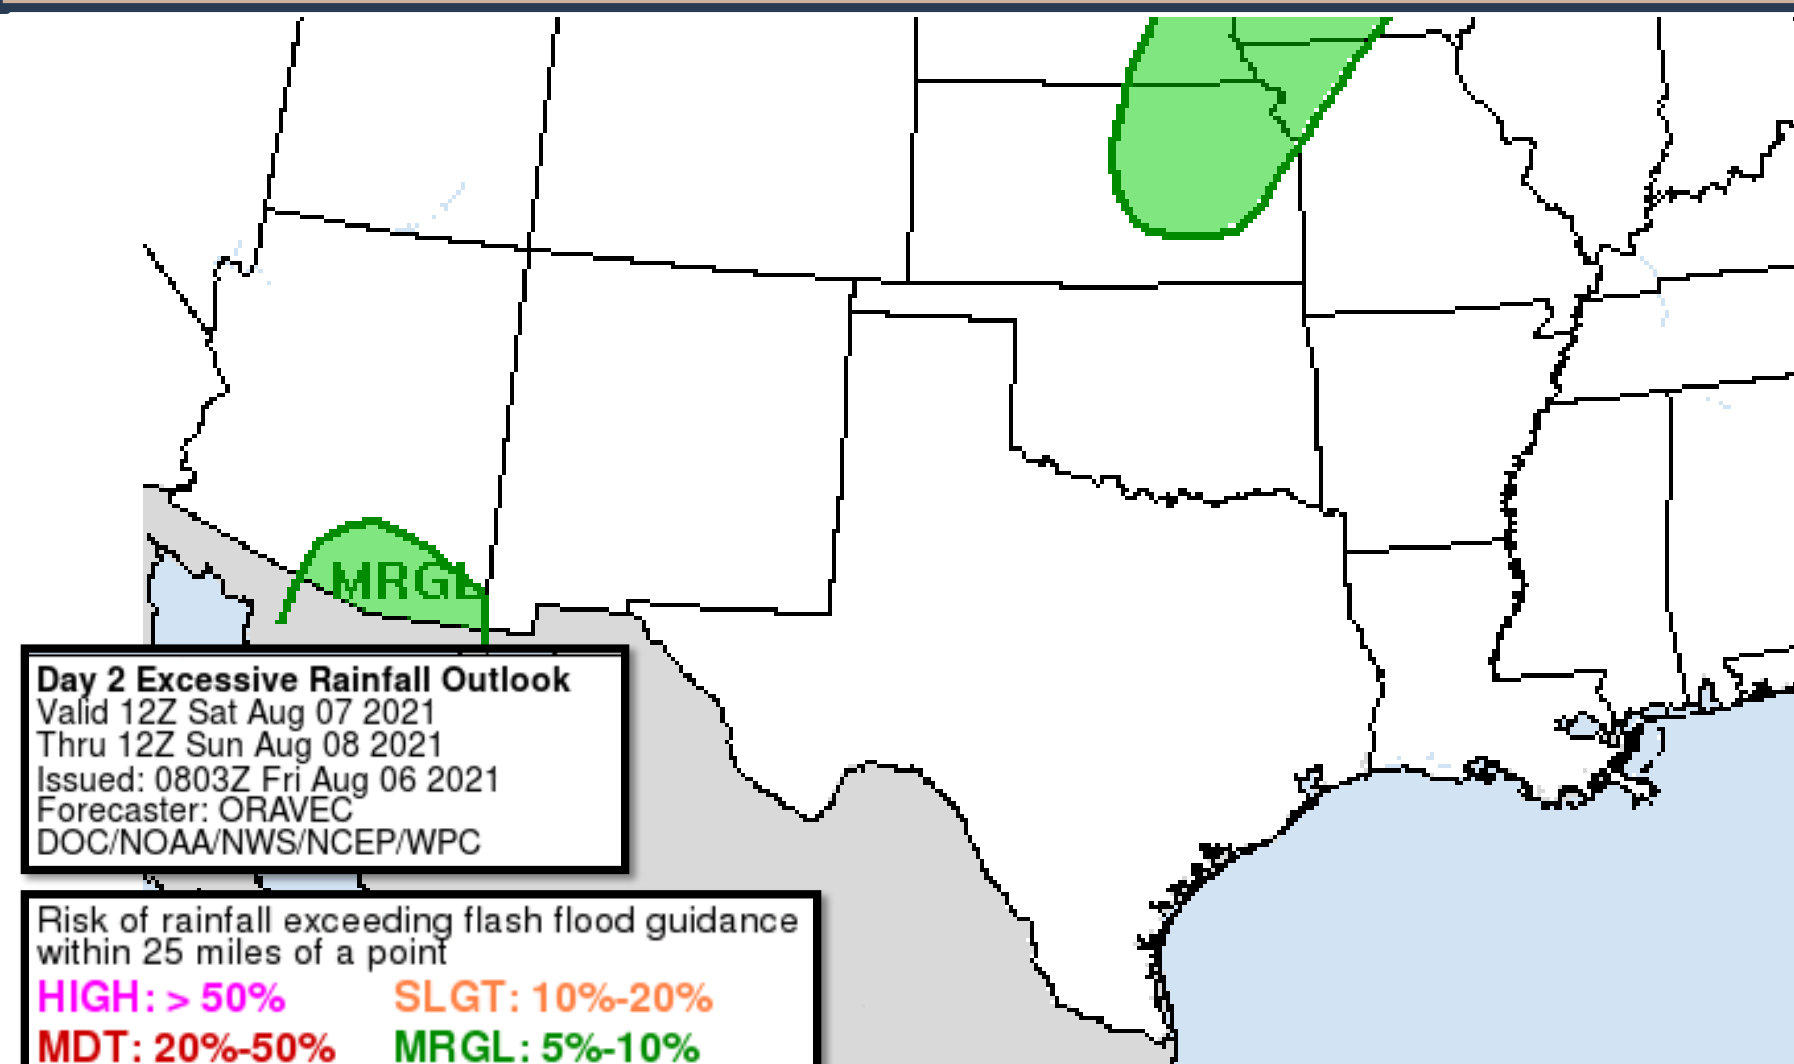 MRGL
Day 2 Excessive Rainfall Outlook
Valid 12Z Sat Aug 07 2021
Thru 12Z Sun Aug 08 2021
Issued: 0803Z Fri Aug 06 2021
Forecaster: ORAVEC
DOC/NOAA/NWS/NCEP/WPC
Risk of rainfall exceeding flash flood guidance
within 25 miles of a point
HIGH: > 50% SLGT: 10%-20%
MDT: 20%-50% MRGL: 5%-10%